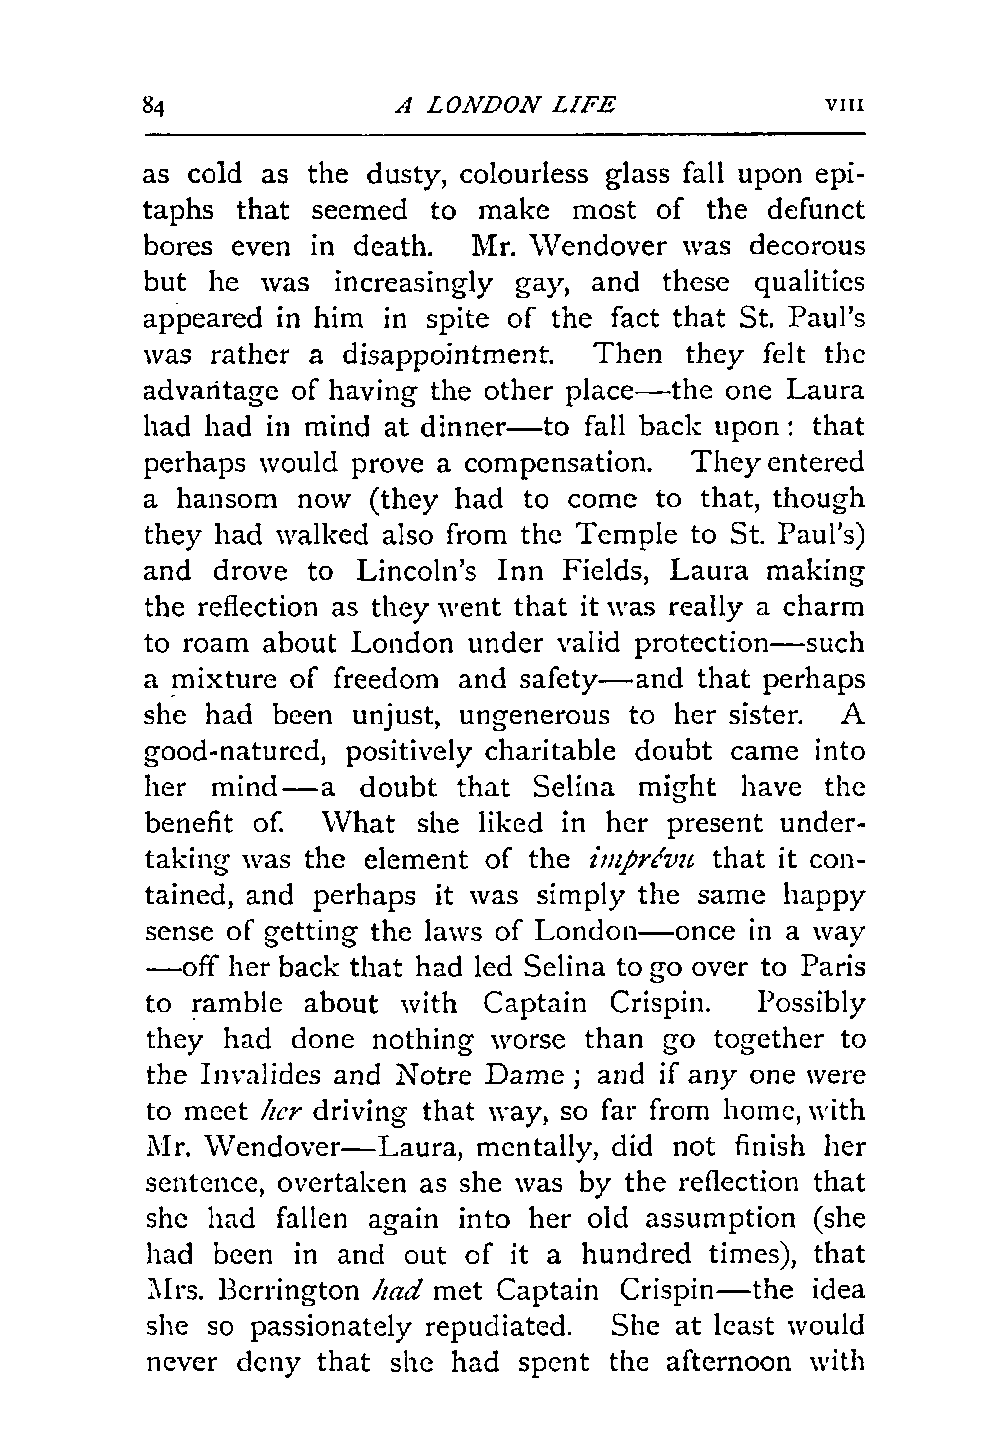 84 A LONDON LIFE VIII
as cold as the dusty, colourless glass fall upon epi-
taphs that seemed to make most of the defunct
bores even in death. Mr. Wendover was decorous
but he was increasingly gay, and these qualities
appeared in him in spite of the fact that St. Paul's
was rather a disappointment. Then they felt the
advantage of having the other place—the one Laura
had had in mind at dinner—to fall back upon : that
perhaps would prove a compensation. They entered
a hansom now (they had to come to that, though
they had walked also from the Temple to St. Paul's)
and drove to Lincoln's Inn Fields, Laura making
the reflection as they went that it was really a charm
to roam about London under valid protection—such
a mixture of freedom and safety—and that perhaps
she had been unjust, ungenerous to her sister. A
good-natured, positively charitable doubt came into
her mind—a doubt that Selina might have the
benefit of. What she liked in her present under-
taking was the element of the imprévu that it con-
tained, and perhaps it was simply the same happy
sense of getting the laws of London—once in a way
—off her back that had led Selina to go over to Paris
to ramble about with Captain Crispin. Possibly
they had done nothing worse than go together to
the Invalides and Notre Dame ; and if any one were
to meet her driving that way, so far from home, with
Mr. Wendover—Laura, mentally, did not finish her
sentence, overtaken as she was by the reflection that
she had fallen again into her old assumption (she
had been in and out of it a hundred times), that
Mrs. Berrington had met Captain Crispin—the idea
she so passionately repudiated. She at least would
never deny that she had spent the afternoon with